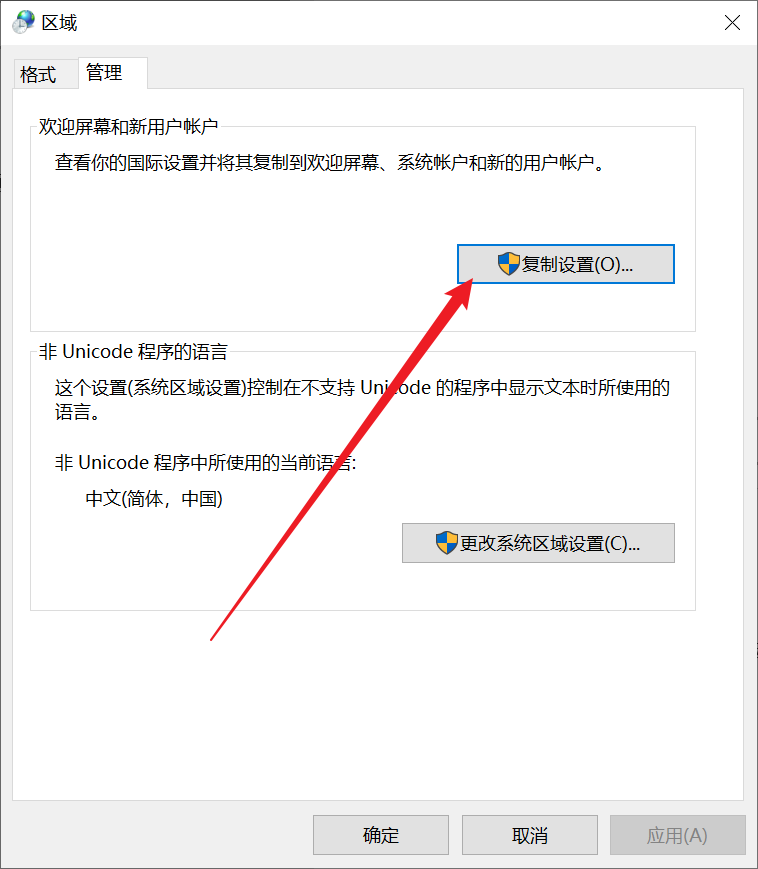 区域
格式
管理
欢迎屏幕和新用户帐户
查看你的国际设置并将其复制到欢迎屏幕、系统帐户和新的用户帐户。
复制设置(O)...
非 Unicode 程序的语言
这个设置(系统区域设置)控制在不支持 Unicode 的程序中显示文本时所使用的
语言。
非 Unicode 程序中所使用的当前语言:
中文(简体，中国)
更改系统区域设置(C)...
确定
取消
应用(A)